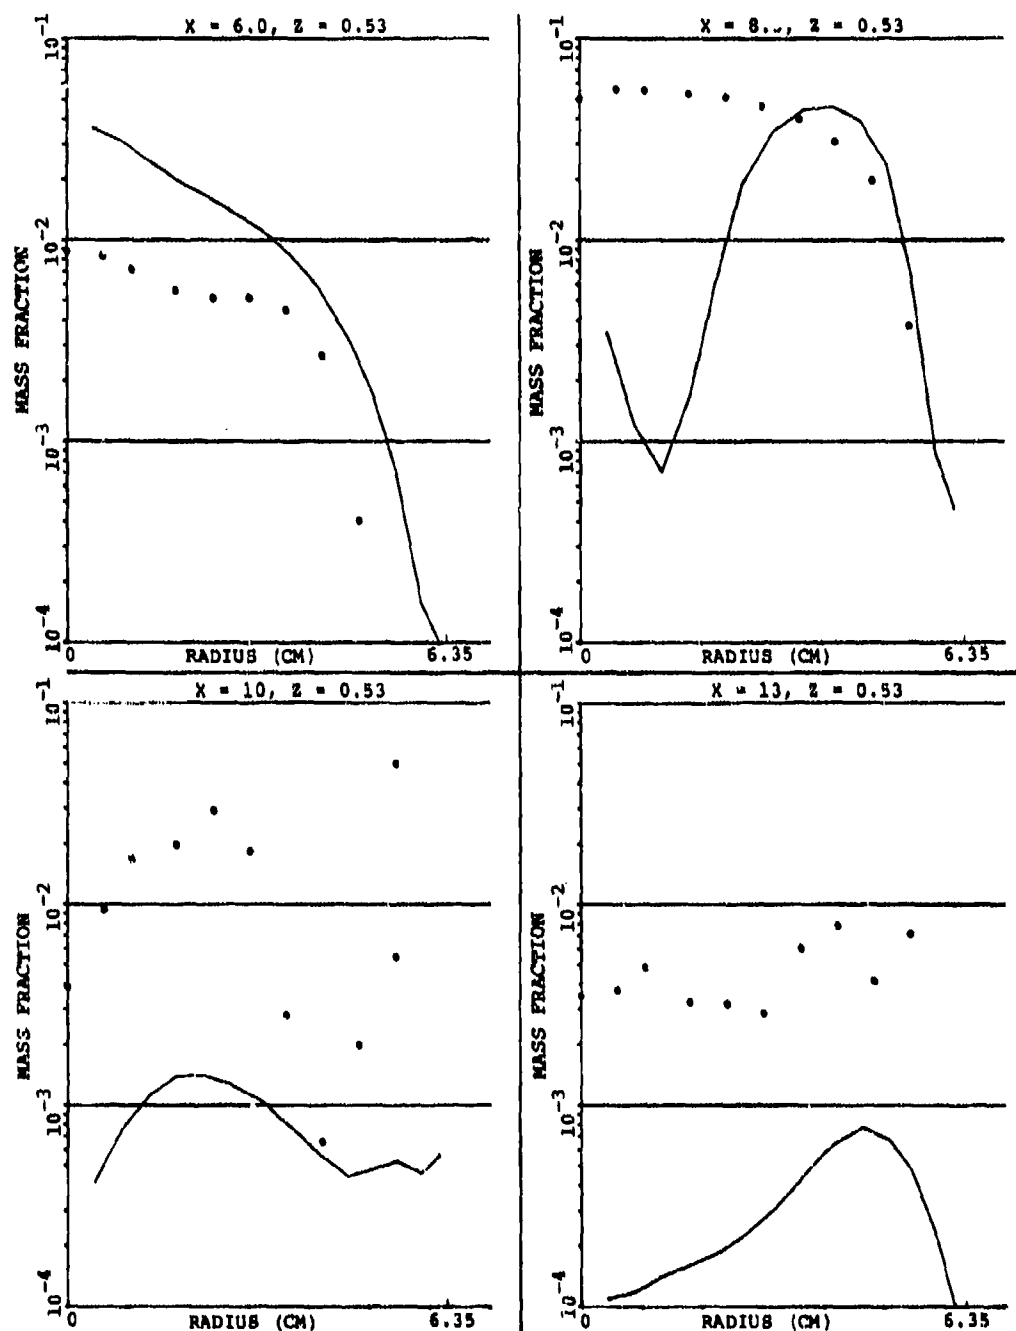 X = 6.0, Z = 0.53
10-1
10-2
10-3
10-4
MASS FRACTION
0
RADIUS (CM)
6.35
X = 8., Z = 0.53
10-1
10-2
10-3
10-4
MASS FRACTION
0
RADIUS (CM)
6.35
X = 10, Z = 0.53
10-1
10-2
10-3
10-4
MASS FRACTION
0
RADIUS (CM)
6.35
X = 13, Z = 0.53
10-1
10-2
10-3
10-4
MASS FRACTION
0
RADIUS (CM)
6.35